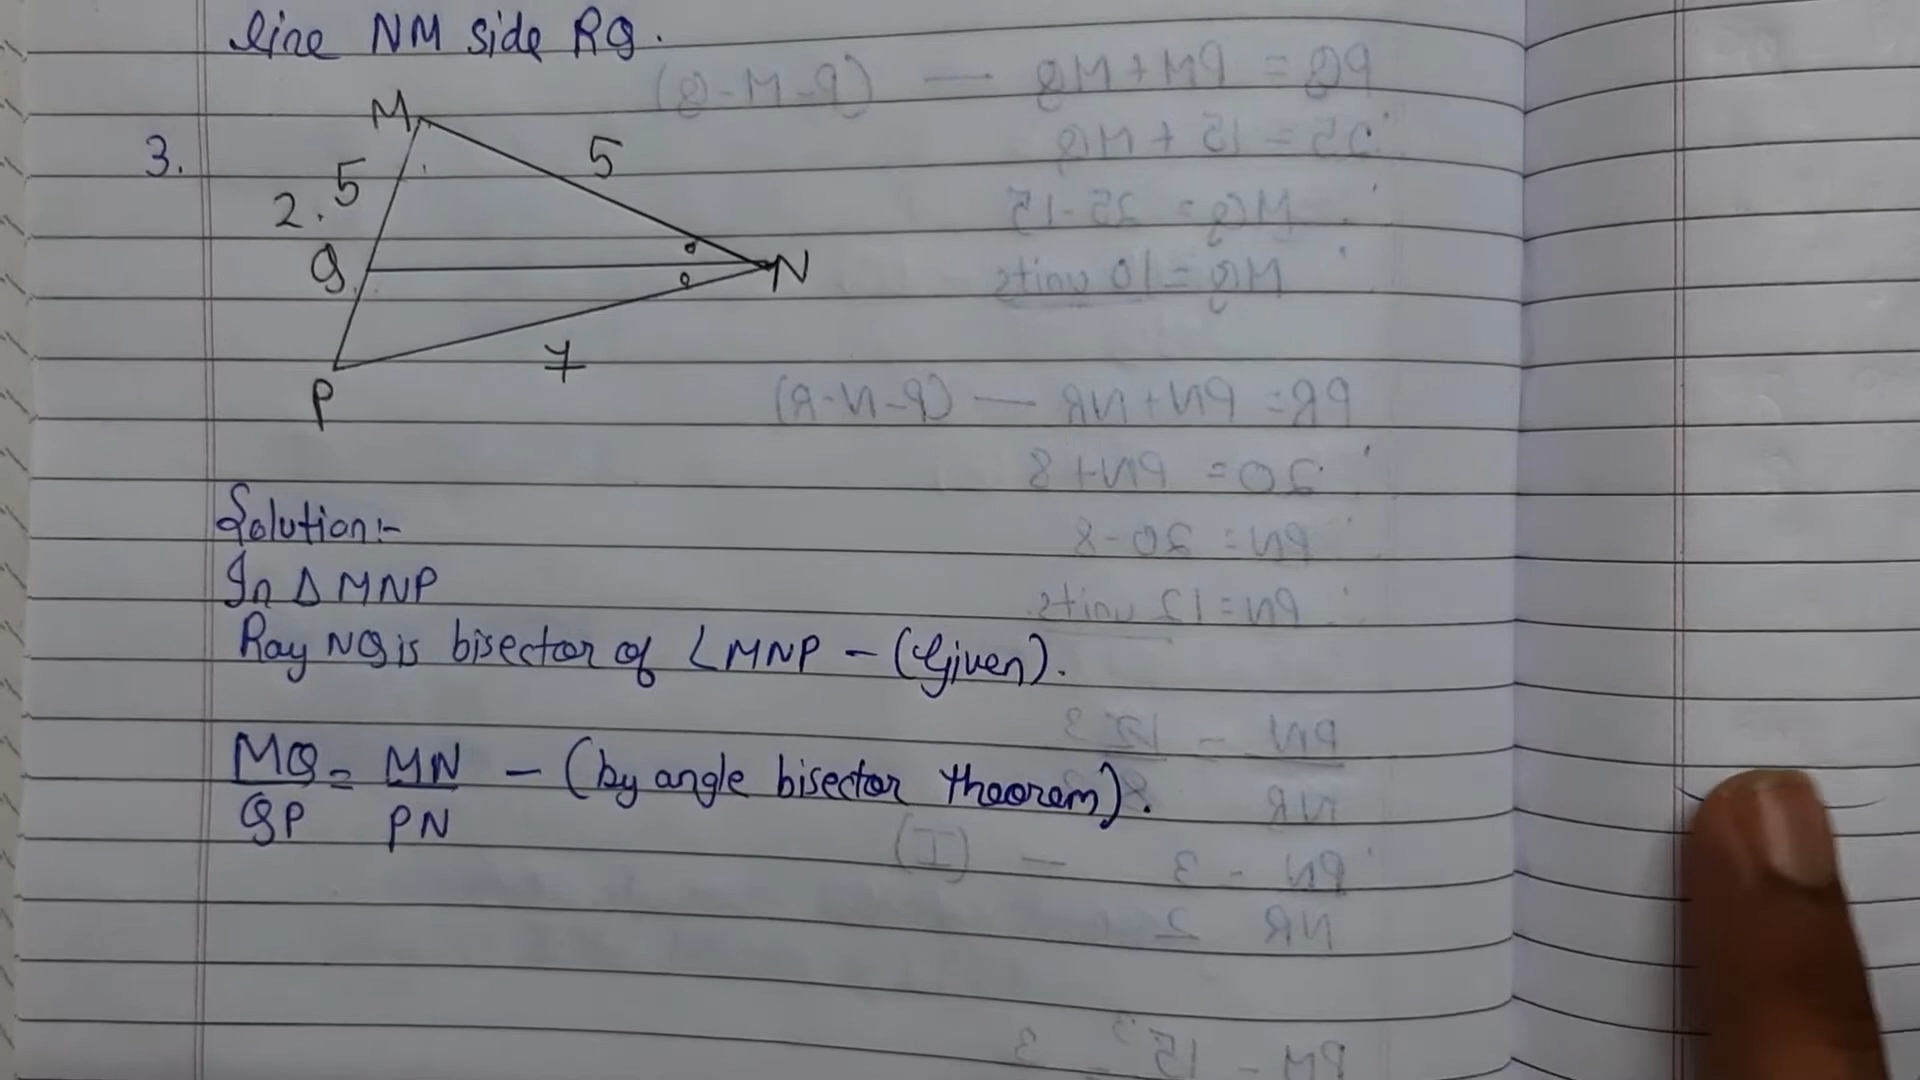 line NM side RQ.
3.
M
5
2.5
Q
N
7
P
Solution:-
In Δ MNP
Ray NQ is bisector of ∠MNP - (Given).
MQ = MN - (by angle bisector theorem).
QP PN